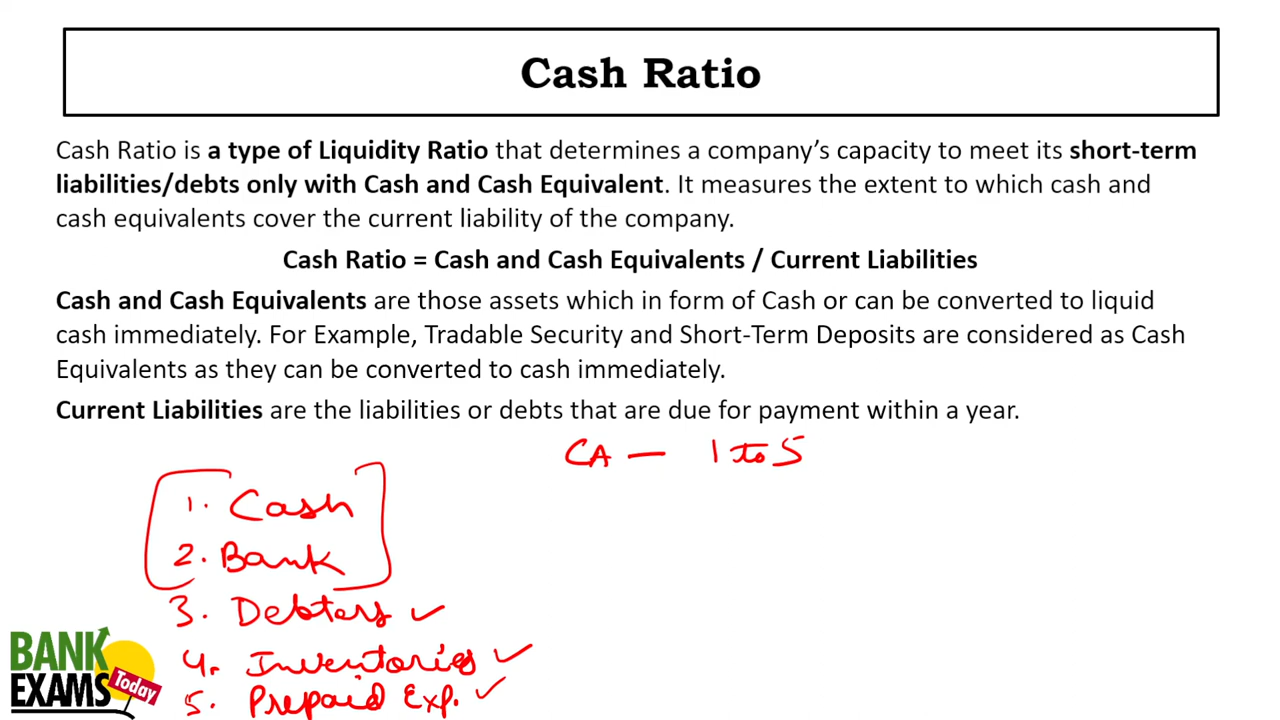 Cash Ratio
Cash Ratio is a type of Liquidity Ratio that determines a company's capacity to meet its short-term
liabilities/debts only with Cash and Cash Equivalent. It measures the extent to which cash and
cash equivalents cover the current liability of the company.
Cash Ratio = Cash and Cash Equivalents / Current Liabilities
Cash and Cash Equivalents are those assets which in form of Cash or can be converted to liquid
cash immediately. For Example, Tradable Security and Short-Term Deposits are considered as Cash
Equivalents as they can be converted to cash immediately.
Current Liabilities are the liabilities or debts that are due for payment within a year.
CA — 1 to 5
1. Cash
2. Bank
3. Debters ✓
4. Inventories ✓
5. Prepaid Exp. ✓
BANK
EXAMS
Today